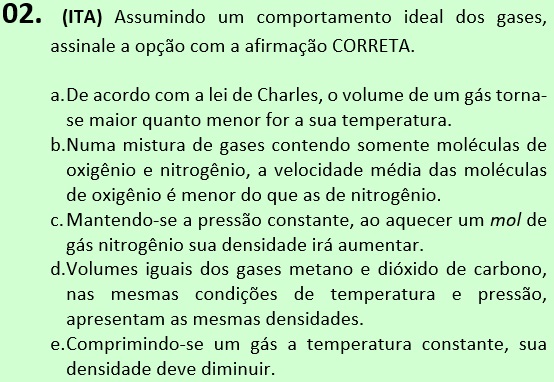 02. (ITA) Assumindo um comportamento ideal dos gases,
assinale a opção com a afirmação CORRETA.
a.De acordo com a lei de Charles, o volume de um gás torna-
se maior quanto menor for a sua temperatura.
b.Numa mistura de gases contendo somente moléculas de
oxigênio e nitrogênio, a velocidade média das moléculas
de oxigênio é menor do que as de nitrogênio.
c.Mantendo-se a pressão constante, ao aquecer um mol de
gás nitrogênio sua densidade irá aumentar.
d.Volumes iguais dos gases metano e dióxido de carbono,
nas mesmas condições de temperatura e pressão,
apresentam as mesmas densidades.
e.Comprimindo-se um gás a temperatura constante, sua
densidade deve diminuir.